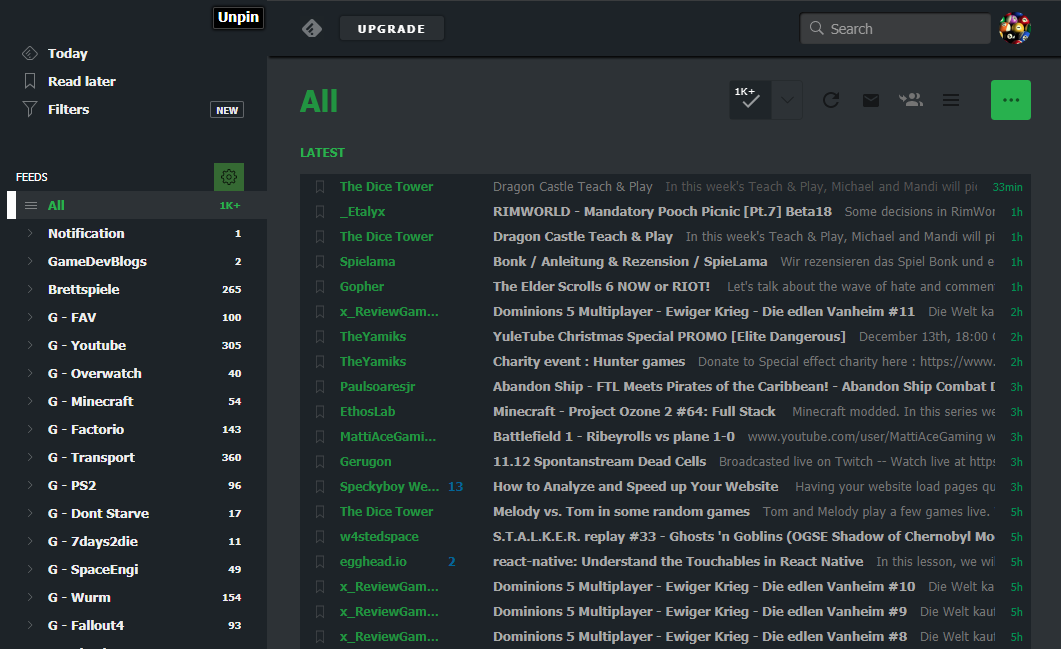 Unpin
Today
Read later
Filters NEW
FEEDS
All 1K+
Notification 1
GameDevBlogs 2
Brettspiele 265
G - FAV 100
G - Youtube 305
G - Overwatch 40
G - Minecraft 54
G - Factorio 143
G - Transport 360
G - PS2 96
G - Dont Starve 17
G - 7days2die 11
G - SpaceEngi 49
G - Wurm 154
G - Fallout4 93
UPGRADE Search
All 1K+
LATEST
The Dice Tower Dragon Castle Teach & Play In this week's Teach & Play, Michael and Mandi will pic 33min
_Etalyx RIMWORLD - Mandatory Pooch Picnic [Pt.7] Beta18 Some decisions in RimWor 1h
The Dice Tower Dragon Castle Teach & Play In this week's Teach & Play, Michael and Mandi will pi 1h
Spielama Bonk / Anleitung & Rezension / SpieLama Wir rezensieren das Spiel Bonk und e 1h
Gopher The Elder Scrolls 6 NOW or RIOT! Let's talk about the wave of hate and commen 1h
x_ReviewGam... Dominions 5 Multiplayer - Ewiger Krieg - Die edlen Vanheim #11 Die Welt ka 2h
TheYamiks YuleTube Christmas Special PROMO [Elite Dangerous] December 13th, 18:00 2h
TheYamiks Charity event : Hunter games Donate to Special effect charity here : https://www. 2h
Paulsoaresjr Abandon Ship - FTL Meets Pirates of the Caribbean! - Abandon Ship Combat 3h
EthosLab Minecraft - Project Ozone 2 #64: Full Stack Minecraft modded. In this series we 3h
MattiAceGami... Battlefield 1 - Ribeyrolls vs plane 1-0 www.youtube.com/user/MattiAceGaming w 3h
Gerugon 11.12 Spontanstream Dead Cells Broadcasted live on Twitch -- Watch live at https 3h
Speckyboy We... 13 How to Analyze and Speed up Your Website Having your website load pages qu 3h
The Dice Tower Melody vs. Tom in some random games Tom and Melody play a few games live. 5h
w4stedspace S.T.A.L.K.E.R. replay #33 - Ghosts 'n Goblins (OGSE Shadow of Chernobyl Mo 5h
egghead.io 2 react-native: Understand the Touchables in React Native In this lesson, we wil 5h
x_ReviewGam... Dominions 5 Multiplayer - Ewiger Krieg - Die edlen Vanheim #10 Die Welt ka 5h
x_ReviewGam... Dominions 5 Multiplayer - Ewiger Krieg - Die edlen Vanheim #9 Die Welt kauf 5h
x_ReviewGam... Dominions 5 Multiplayer - Ewiger Krieg - Die edlen Vanheim #8 Die Welt kauf 5h